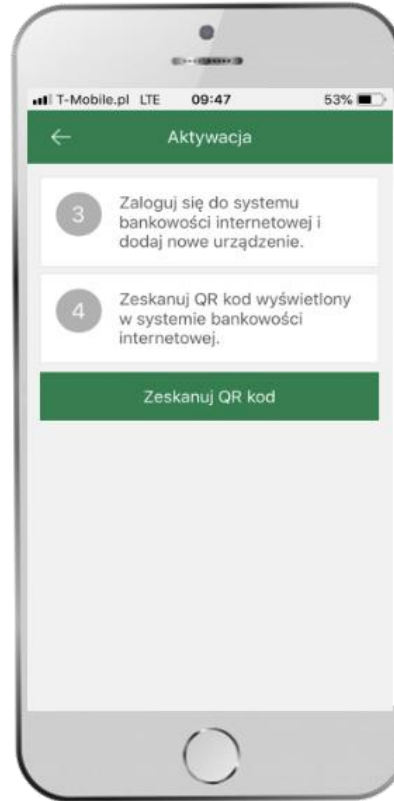 T-Mobile.pl LTE 09:47 53%
Aktywacja
3 Zaloguj się do systemu
bankowości internetowej i
dodaj nowe urządzenie.
4 Zeskanuj QR kod wyświetlony
w systemie bankowości
internetowej.
Zeskanuj QR kod